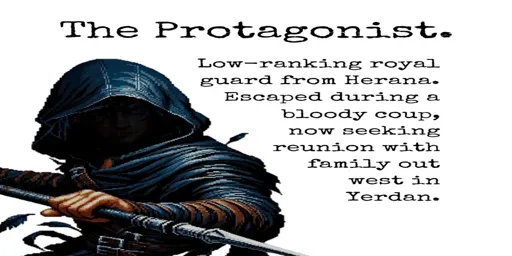 The Protagonist.
Low-ranking royal
guard from Herana.
Escaped during a
bloody coup,
now seeking
reunion with
family out
west in
Yerdan.